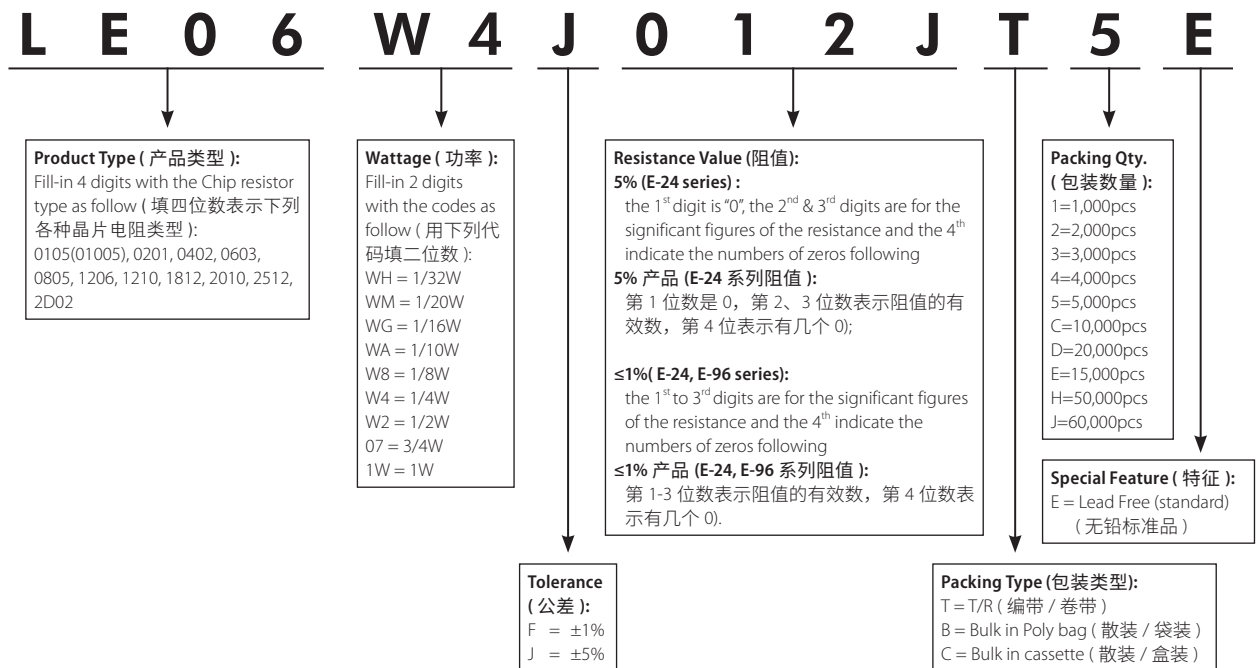 LE06 W4 J 012J T 5 E
Product Type ( 产品类型 ):
Fill-in 4 digits with the Chip resistor
type as follow ( 填四位数表示下列
各种晶片电阻类型 ):
0105(01005), 0201, 0402, 0603,
0805, 1206, 1210, 1812, 2010, 2512,
2D02
Wattage ( 功率 ):
Fill-in 2 digits
with the codes as
follow ( 用下列代
码填二位数 ):
WH = 1/32W
WM = 1/20W
WG = 1/16W
WA = 1/10W
W8 = 1/8W
W4 = 1/4W
W2 = 1/2W
07 = 3/4W
1W = 1W
Tolerance
( 公差 ):
F = ±1%
J = ±5%
Resistance Value (阻值):
5% (E-24 series) :
the 1st digit is "0", the 2nd & 3rd digits are for the
significant figures of the resistance and the 4th
indicate the numbers of zeros following
5% 产品 (E-24 系列阻值 ):
第 1 位数是 0，第 2、3 位数表示阻值的有
效数，第 4 位表示有几个 0);
≤1%( E-24, E-96 series):
the 1st to 3rd digits are for the significant figures
of the resistance and the 4th indicate the
numbers of zeros following
≤1% 产品 (E-24, E-96 系列阻值 ):
第 1-3 位数表示阻值的有效数，第 4 位数表
示有几个 0).
Packing Type (包装类型):
T = T/R ( 编带 / 卷带 )
B = Bulk in Poly bag ( 散装 / 袋装 )
C = Bulk in cassette ( 散装 / 盒装 )
Packing Qty.
( 包装数量 ):
1=1,000pcs
2=2,000pcs
3=3,000pcs
4=4,000pcs
5=5,000pcs
C=10,000pcs
D=20,000pcs
E=15,000pcs
H=50,000pcs
J=60,000pcs
Special Feature ( 特征 ):
E = Lead Free (standard)
( 无铅标准品 )